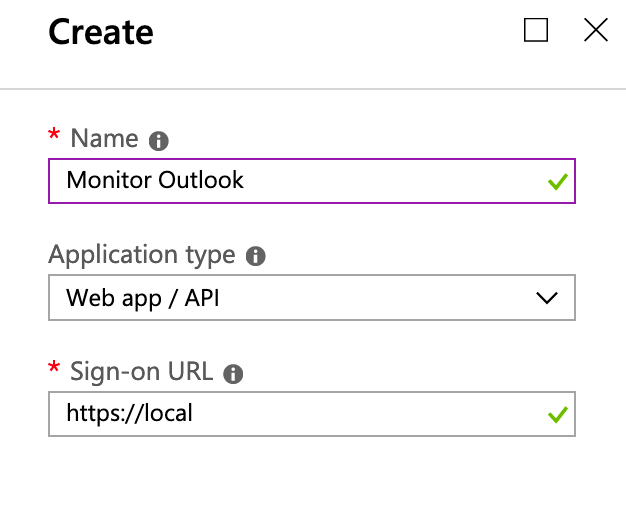 Create
* Name
Monitor Outlook
Application type
Web app / API
* Sign-on URL
https://local